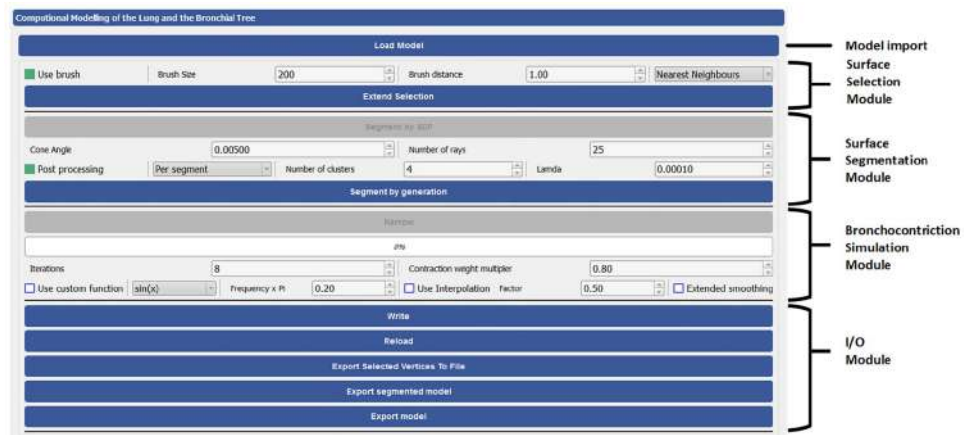 Computional Modelling of the Lung and the Bronchial Tree
Load Model
Model import
Use brush Brush Size 200 Brush distance 1.00 Nearest Neighbours
Extend Selection
Surface
Selection
Module
Segment by SDF
Cone Angle 0.00500 Number of rays 25
Post processing Per segment Number of clusters 4 Lamda 0.00010
Segment by generation
Surface
Segmentation
Module
Narrow
0%
Iterations 8 Contraction weight multiplier 0.80
Use custom function sin(x) Frequency x Pi 0.20 Use Interpolation Factor 0.50 Extended smoothing
Bronchocontriction
Simulation
Module
Write
Reload
Export Selected Vertices To File
Export segmented model
Export model
I/O
Module